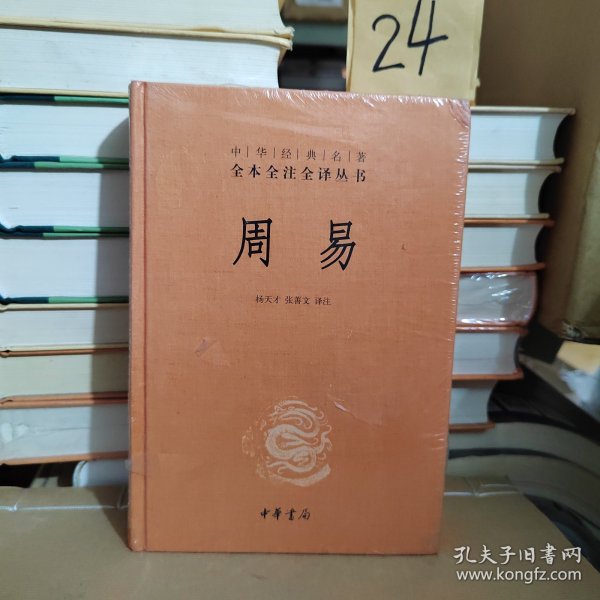 24
中|华|经|典|名|著
全本全注全译丛书
周易
杨天才 张善文 译注
中華書局
孔夫子旧书网
www.kongfz.com